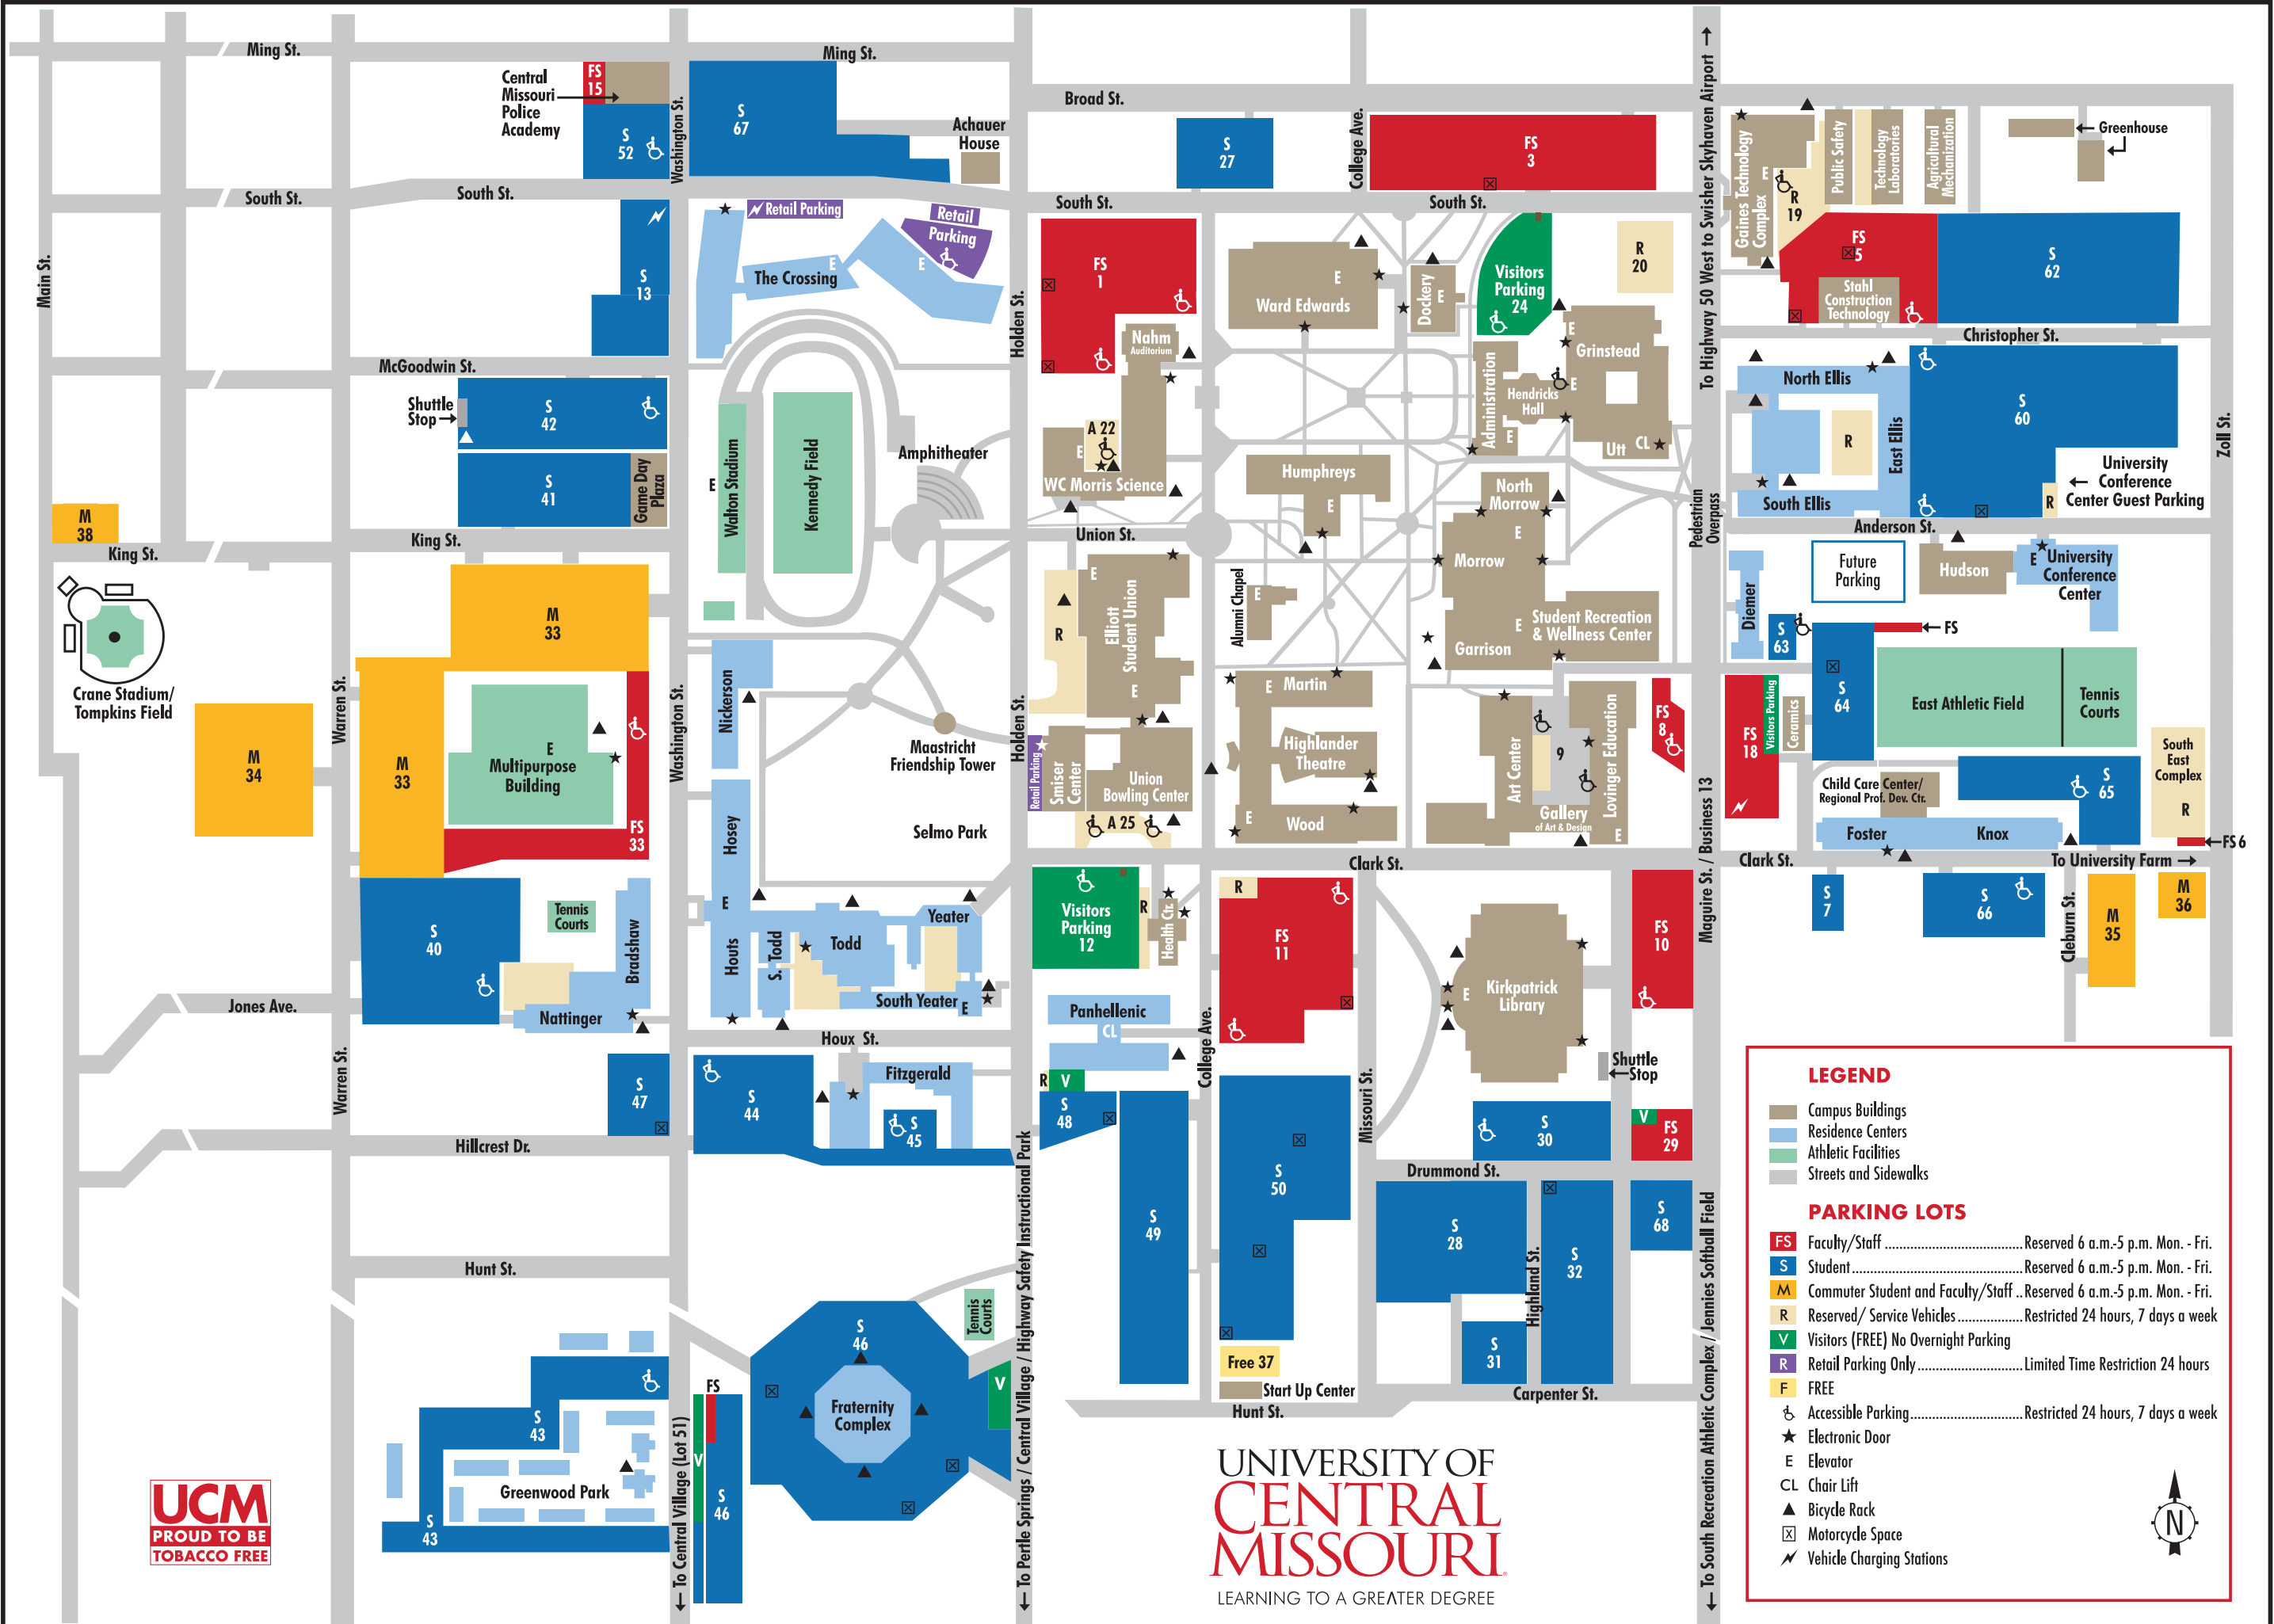 Ming St.
Ming St.
Central
Missouri
Police
Academy
FS
15
S
52
Washington St.
S
67
Achauer
House
Broad St.
S
27
College Ave.
FS
3
To Highway 50 West to Swisher Skyhaven Airport →
Gaines Technology
Complex
E
R
19
Public Safety
Technology
Laboratories
Agricultural
Mechanization
Greenhouse
South St.
South St.
South St.
South St.
Main St.
S
13
Retail Parking
Retail
Parking
The Crossing
E
E
Holden St.
FS
1
Nahm
Auditorium
Ward Edwards
E
Dockery
E
Visitors
Parking
24
R
20
E
Grinstead
FS
5
Stahl
Construction
Technology
S
62
Christopher St.
McGoodwin St.
Shuttle
Stop
S
42
S
41
Game Day
Plaza
E
Walton Stadium
Kennedy Field
Amphitheater
A 22
E
WC Morris Science
Humphreys
E
Administration
E
Hendricks
Hall
E
Utt
CL
North Ellis
R
East Ellis
South Ellis
S
60
University
Conference
Center Guest Parking
R
Zoll St.
M
38
King St.
King St.
Union St.
North
Morrow
E
Morrow
Pedestrian
Overpass
Anderson St.
Crane Stadium/
Tompkins Field
M
33
M
33
M
34
Warren St.
E
Multipurpose
Building
FS
33
Washington St.
Nickerson
Maastricht
Friendship Tower
Selmo Park
Hosey
R
E
Elliott
Student Union
E
Holden St.
Retail Parking
Smiser
Center
Union
Bowling Center
A 25
Alumni Chapel
E
E
Martin
Highlander
Theatre
E
Wood
E
Student Recreation
& Wellness Center
Garrison
Art Center
9
Gallery
of Art & Design
Lovinger Education
E
FS
8
Diemer
Future
Parking
Hudson
E
University
Conference
Center
S
63
FS
S
64
FS
18
Visitors Parking
Ceramics
East Athletic Field
Tennis
Courts
South
East
Complex
R
FS 6
Child Care Center/
Regional Prof. Dev. Ctr.
S
65
Foster
Knox
Clark St.
Clark St.
To University Farm →
Maguire St. / Business 13
S
40
Tennis
Courts
Bradshaw
Nattinger
E
Houts
S. Todd
Todd
Yeater
South Yeater
E
Visitors
Parking
12
R
Health Ctr.
R
FS
11
E
Kirkpatrick
Library
FS
10
S
7
S
66
Cleburn St.
M
35
M
36
Jones Ave.
Houx St.
Panhellenic
CL
College Ave.
Warren St.
S
47
S
44
Fitzgerald
S
45
R
V
S
48
S
49
S
50
Missouri St.
Shuttle
Stop
S
30
V
FS
29
Hillcrest Dr.
Drummond St.
S
28
Highland St.
S
32
S
68
S
31
Carpenter St.
Hunt St.
S
46
Tennis
Courts
V
Fraternity
Complex
Free 37
Start Up Center
Hunt St.
S
43
S
43
Greenwood Park
FS
V
S
46
← To Central Village (Lot 51)
← To Pertle Springs / Central Village / Highway Safety Instructional Park
← To South Recreation Athletic Complex / Jennies Softball Field
UCM
PROUD TO BE
TOBACCO FREE
UNIVERSITY OF
CENTRAL
MISSOURI
LEARNING TO A GREATER DEGREE
LEGEND
Campus Buildings
Residence Centers
Athletic Facilities
Streets and Sidewalks
PARKING LOTS
FS Faculty/Staff ........ Reserved 6 a.m.-5 p.m. Mon. - Fri.
S Student ........ Reserved 6 a.m.-5 p.m. Mon. - Fri.
M Commuter Student and Faculty/Staff .. Reserved 6 a.m.-5 p.m. Mon. - Fri.
R Reserved/ Service Vehicles ........ Restricted 24 hours, 7 days a week
V Visitors (FREE) No Overnight Parking
R Retail Parking Only ........ Limited Time Restriction 24 hours
F FREE
Accessible Parking ........ Restricted 24 hours, 7 days a week
Electronic Door
E Elevator
CL Chair Lift
Bicycle Rack
X Motorcycle Space
Vehicle Charging Stations
N